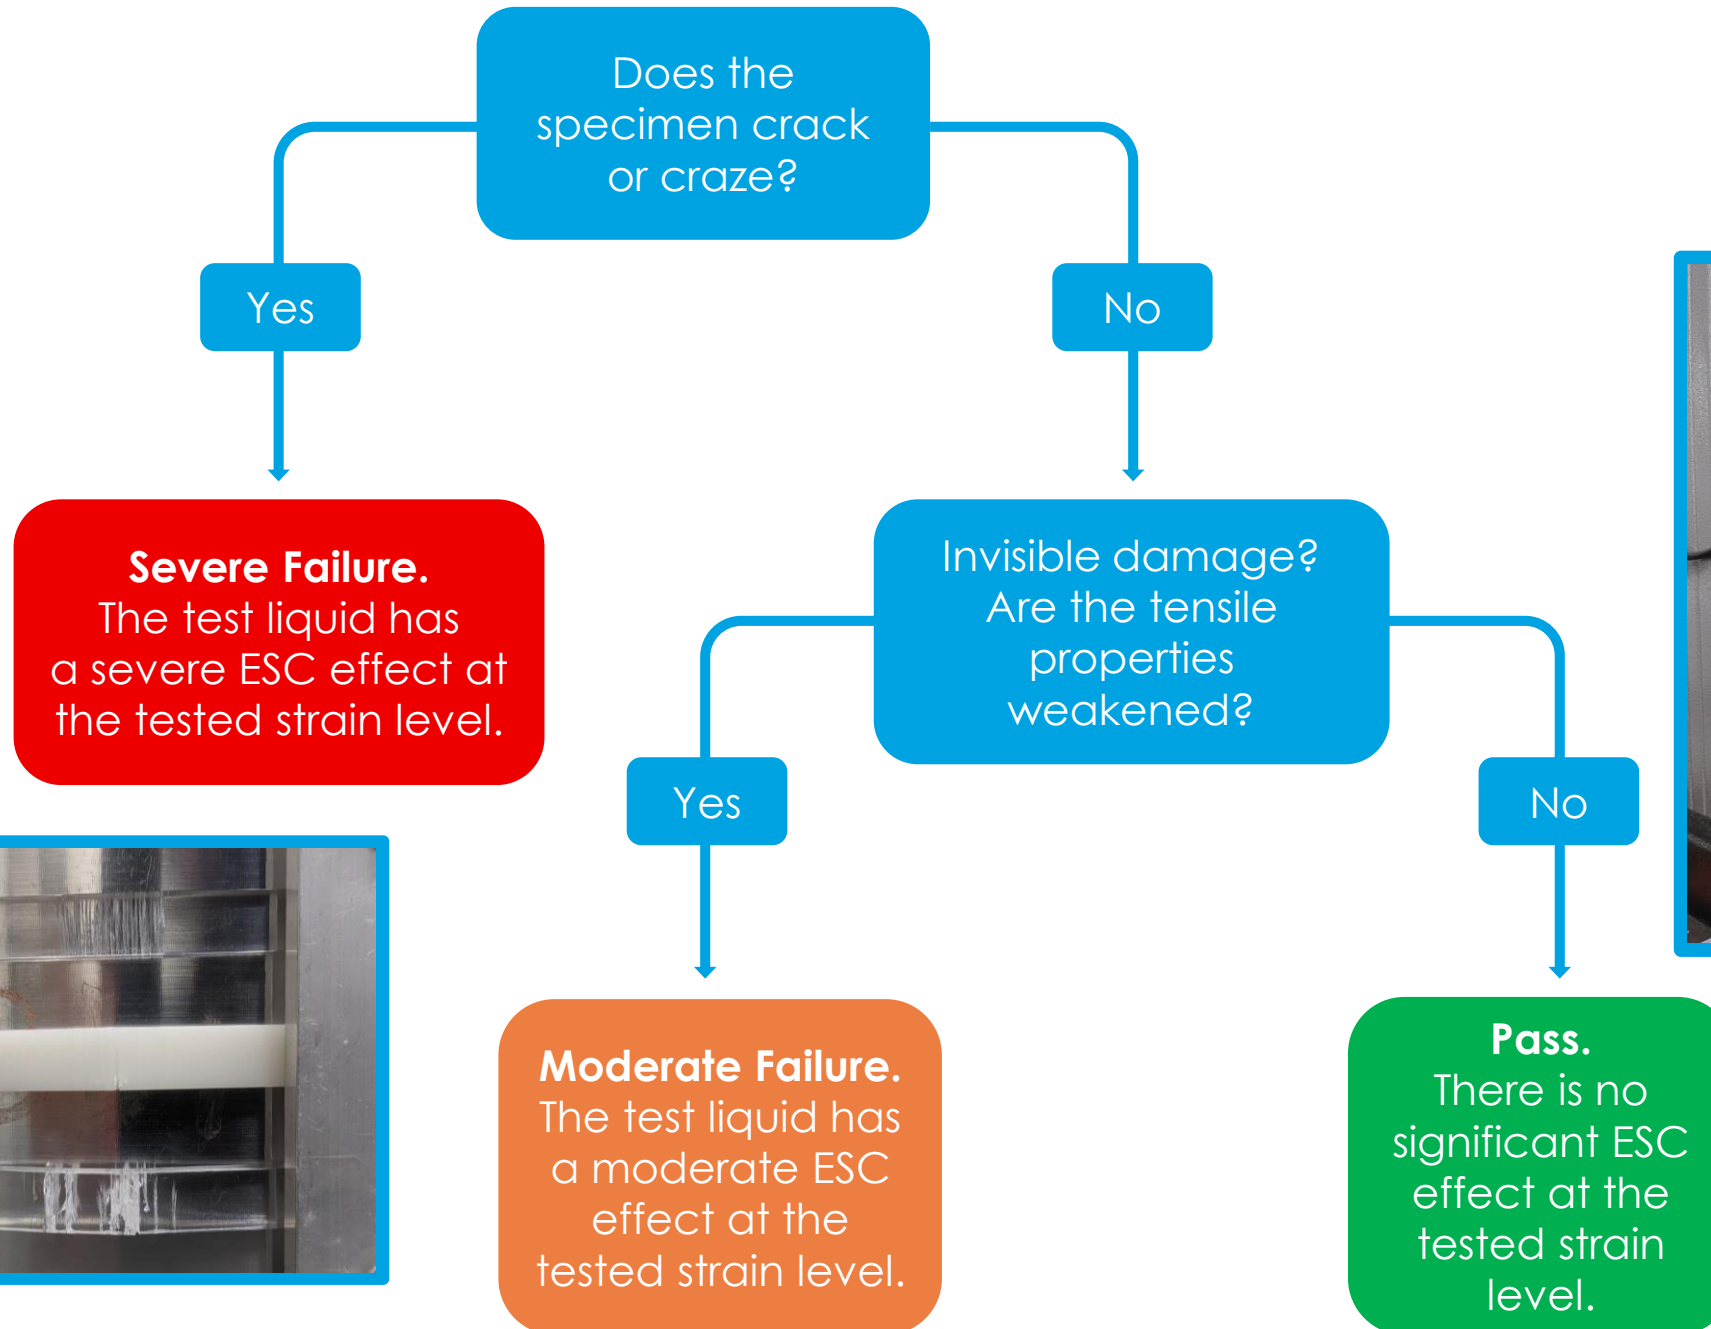 Does the
specimen crack
or craze?
Yes
No
Severe Failure.
The test liquid has
a severe ESC effect at
the tested strain level.
Invisible damage?
Are the tensile
properties
weakened?
Yes
No
Moderate Failure.
The test liquid has
a moderate ESC
effect at the
tested strain level.
Pass.
There is no
significant ESC
effect at the
tested strain
level.